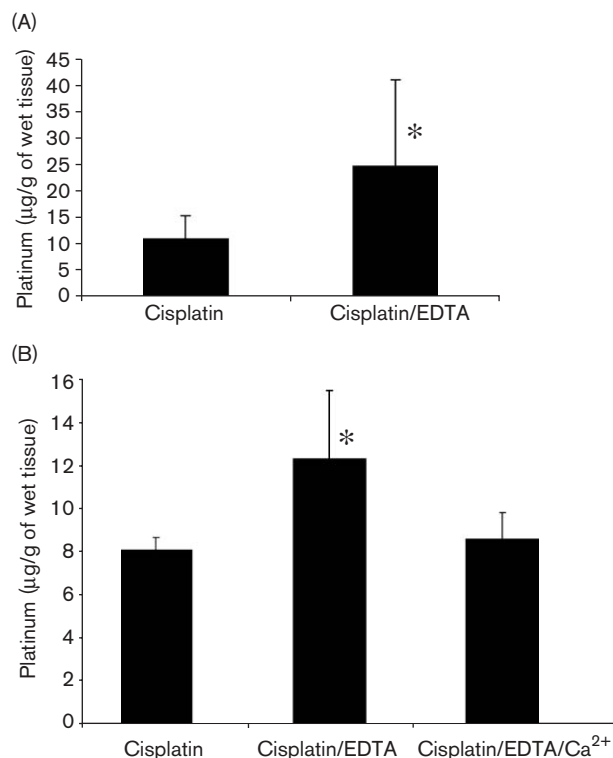 (A)
Platinum (µg/g of wet tissue)
45
40
35
30
25
20
15
10
5
0
*
Cisplatin
Cisplatin/EDTA
(B)
Platinum (µg/g of wet tissue)
16
14
12
10
8
6
4
2
0
*
Cisplatin
Cisplatin/EDTA
Cisplatin/EDTA/Ca²⁺